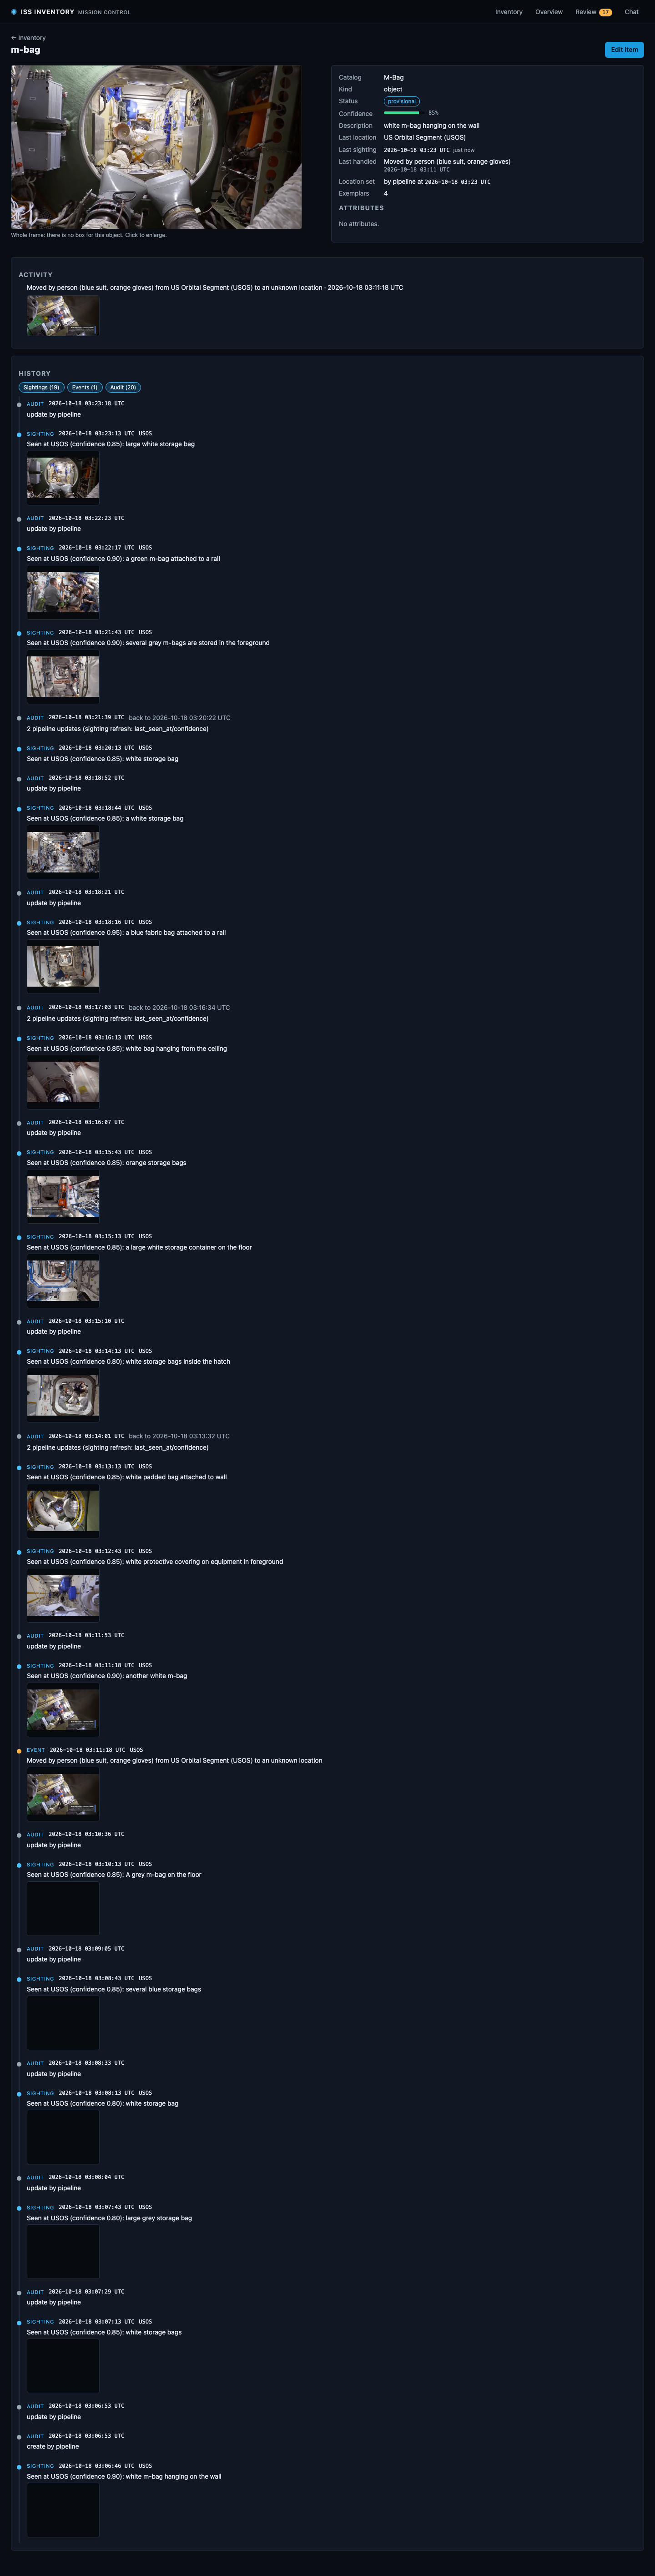 ISS INVENTORY MISSION CONTROL
Inventory Overview Review 17 Chat
← Inventory
m-bag
Edit item
Whole frame: there is no box for this object. Click to enlarge.
Catalog M-Bag
Kind object
Status provisional
Confidence 85%
Description white m-bag hanging on the wall
Last location US Orbital Segment (USOS)
Last sighting 2026-10-18 03:23 UTC just now
Last handled Moved by person (blue suit, orange gloves)
2026-10-18 03:11 UTC
Location set by pipeline at 2026-10-18 03:23 UTC
Exemplars 4
ATTRIBUTES
No attributes.
ACTIVITY
Moved by person (blue suit, orange gloves) from US Orbital Segment (USOS) to an unknown location · 2026-10-18 03:11:18 UTC
HISTORY
Sightings (19) Events (1) Audit (20)
AUDIT 2026-10-18 03:23:18 UTC
update by pipeline
SIGHTING 2026-10-18 03:23:13 UTC USOS
Seen at USOS (confidence 0.85): large white storage bag
AUDIT 2026-10-18 03:22:23 UTC
update by pipeline
SIGHTING 2026-10-18 03:22:17 UTC USOS
Seen at USOS (confidence 0.90): a green m-bag attached to a rail
SIGHTING 2026-10-18 03:21:43 UTC USOS
Seen at USOS (confidence 0.90): several grey m-bags are stored in the foreground
AUDIT 2026-10-18 03:21:39 UTC back to 2026-10-18 03:20:22 UTC
2 pipeline updates (sighting refresh: last_seen_at/confidence)
SIGHTING 2026-10-18 03:20:13 UTC USOS
Seen at USOS (confidence 0.85): white storage bag
AUDIT 2026-10-18 03:18:52 UTC
update by pipeline
SIGHTING 2026-10-18 03:18:44 UTC USOS
Seen at USOS (confidence 0.85): a white storage bag
AUDIT 2026-10-18 03:18:21 UTC
update by pipeline
SIGHTING 2026-10-18 03:18:16 UTC USOS
Seen at USOS (confidence 0.95): a blue fabric bag attached to a rail
AUDIT 2026-10-18 03:17:03 UTC back to 2026-10-18 03:16:34 UTC
2 pipeline updates (sighting refresh: last_seen_at/confidence)
SIGHTING 2026-10-18 03:16:13 UTC USOS
Seen at USOS (confidence 0.85): white bag hanging from the ceiling
AUDIT 2026-10-18 03:16:07 UTC
update by pipeline
SIGHTING 2026-10-18 03:15:43 UTC USOS
Seen at USOS (confidence 0.85): orange storage bags
SIGHTING 2026-10-18 03:15:13 UTC USOS
Seen at USOS (confidence 0.85): a large white storage container on the floor
AUDIT 2026-10-18 03:15:10 UTC
update by pipeline
SIGHTING 2026-10-18 03:14:13 UTC USOS
Seen at USOS (confidence 0.80): white storage bags inside the hatch
AUDIT 2026-10-18 03:14:01 UTC back to 2026-10-18 03:13:32 UTC
2 pipeline updates (sighting refresh: last_seen_at/confidence)
SIGHTING 2026-10-18 03:13:13 UTC USOS
Seen at USOS (confidence 0.85): white padded bag attached to wall
SIGHTING 2026-10-18 03:12:43 UTC USOS
Seen at USOS (confidence 0.85): white protective covering on equipment in foreground
AUDIT 2026-10-18 03:11:53 UTC
update by pipeline
SIGHTING 2026-10-18 03:11:18 UTC USOS
Seen at USOS (confidence 0.90): another white m-bag
EVENT 2026-10-18 03:11:18 UTC USOS
Moved by person (blue suit, orange gloves) from US Orbital Segment (USOS) to an unknown location
AUDIT 2026-10-18 03:10:36 UTC
update by pipeline
SIGHTING 2026-10-18 03:10:13 UTC USOS
Seen at USOS (confidence 0.85): A grey m-bag on the floor
AUDIT 2026-10-18 03:09:05 UTC
update by pipeline
SIGHTING 2026-10-18 03:08:43 UTC USOS
Seen at USOS (confidence 0.85): several blue storage bags
AUDIT 2026-10-18 03:08:33 UTC
update by pipeline
SIGHTING 2026-10-18 03:08:13 UTC USOS
Seen at USOS (confidence 0.80): white storage bag
AUDIT 2026-10-18 03:08:04 UTC
update by pipeline
SIGHTING 2026-10-18 03:07:43 UTC USOS
Seen at USOS (confidence 0.80): large grey storage bag
AUDIT 2026-10-18 03:07:29 UTC
update by pipeline
SIGHTING 2026-10-18 03:07:13 UTC USOS
Seen at USOS (confidence 0.85): white storage bags
AUDIT 2026-10-18 03:06:53 UTC
update by pipeline
AUDIT 2026-10-18 03:06:53 UTC
create by pipeline
SIGHTING 2026-10-18 03:06:46 UTC USOS
Seen at USOS (confidence 0.90): white m-bag hanging on the wall